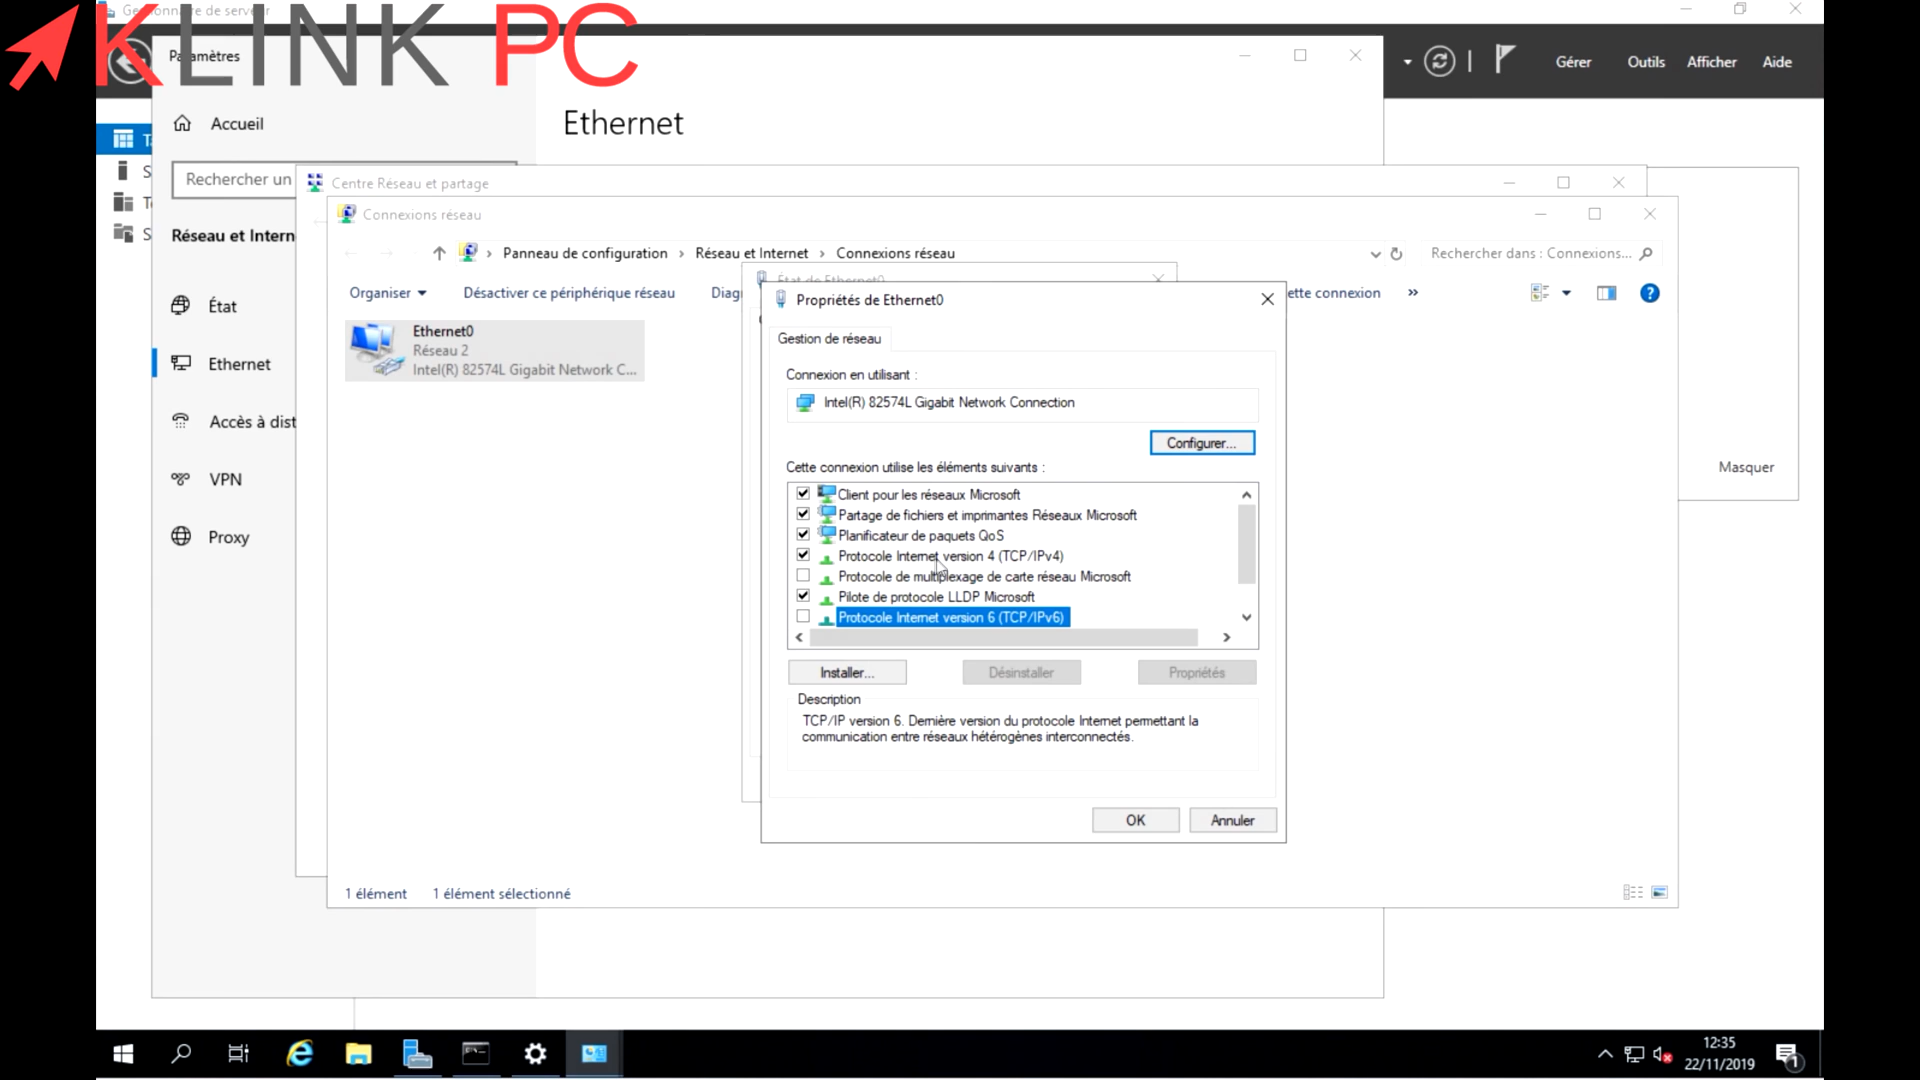 Gestionnaire de serveur
KLINK PC
Paramètres
Gérer
Outils
Afficher
Aide
Accueil
Ethernet
Rechercher un
Centre Réseau et partage
Connexions réseau
Réseau et Intern
Panneau de configuration
Réseau et Internet
Connexions réseau
Rechercher dans : Connexions...
État de Ethernet0
Organiser
Désactiver ce périphérique réseau
Diag
ette connexion
»
Propriétés de Ethernet0
État
Ethernet
Accès à dist
VPN
Proxy
Ethernet0
Réseau 2
Intel(R) 82574L Gigabit Network C...
Gestion de réseau
Connexion en utilisant :
Intel(R) 82574L Gigabit Network Connection
Configurer...
Cette connexion utilise les éléments suivants :
Client pour les réseaux Microsoft
Partage de fichiers et imprimantes Réseaux Microsoft
Planificateur de paquets QoS
Protocole Internet version 4 (TCP/IPv4)
Protocole de multiplexage de carte réseau Microsoft
Pilote de protocole LLDP Microsoft
Protocole Internet version 6 (TCP/IPv6)
Installer...
Désinstaller
Propriétés
Description
TCP/IP version 6. Dernière version du protocole Internet permettant la
communication entre réseaux hétérogènes interconnectés.
OK
Annuler
Masquer
1 élément
1 élément sélectionné
12:35
22/11/2019
1